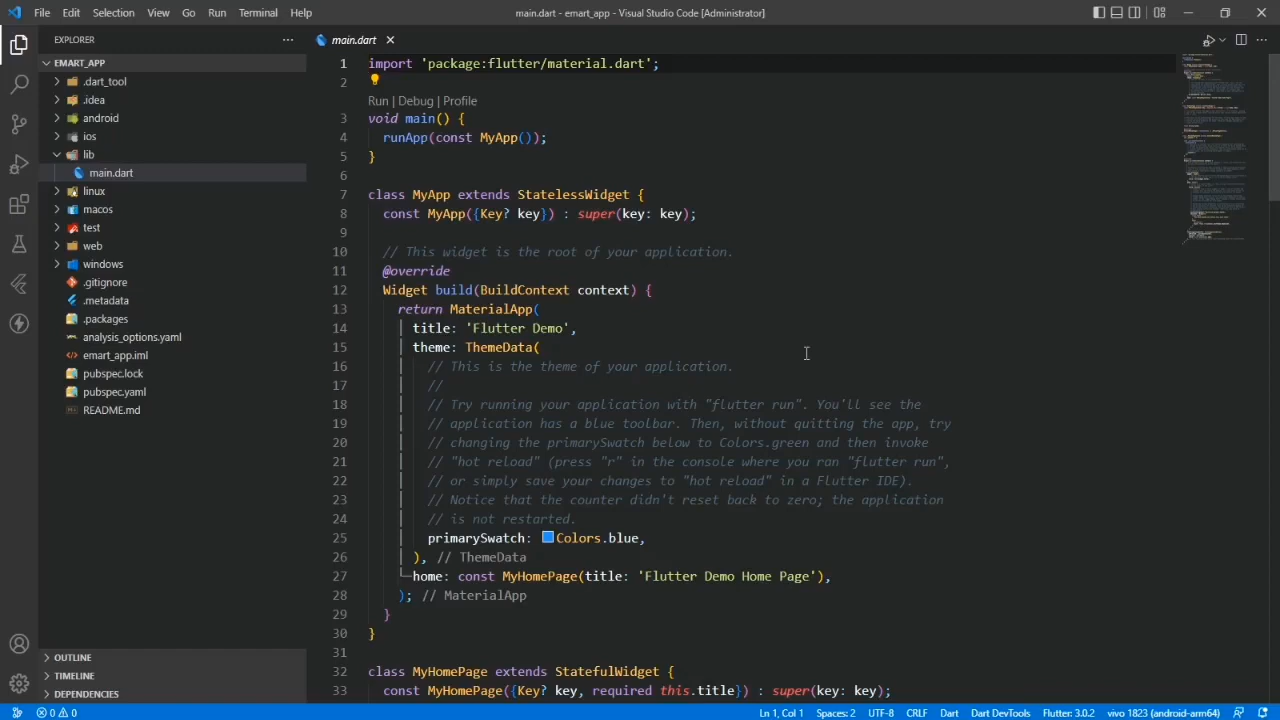 File Edit Selection View Go Run Terminal Help
main.dart - emart_app - Visual Studio Code [Administrator]
EXPLORER
EMART_APP
.dart_tool
.idea
android
ios
lib
main.dart
linux
macos
test
web
windows
.gitignore
.metadata
.packages
analysis_options.yaml
emart_app.iml
pubspec.lock
pubspec.yaml
README.md
OUTLINE
TIMELINE
DEPENDENCIES
main.dart
1 import 'package:flutter/material.dart';
2
Run | Debug | Profile
3 void main() {
4 runApp(const MyApp());
5 }
6
7 class MyApp extends StatelessWidget {
8 const MyApp({Key? key}) : super(key: key);
9
10 // This widget is the root of your application.
11 @override
12 Widget build(BuildContext context) {
13 return MaterialApp(
14 title: 'Flutter Demo',
15 theme: ThemeData(
16 // This is the theme of your application.
17 //
18 // Try running your application with "flutter run". You'll see the
19 // application has a blue toolbar. Then, without quitting the app, try
20 // changing the primarySwatch below to Colors.green and then invoke
21 // "hot reload" (press "r" in the console where you ran "flutter run",
22 // or simply save your changes to "hot reload" in a Flutter IDE).
23 // Notice that the counter didn't reset back to zero; the application
24 // is not restarted.
25 primarySwatch: Colors.blue,
26 ), // ThemeData
27 home: const MyHomePage(title: 'Flutter Demo Home Page'),
28 ); // MaterialApp
29 }
30 }
31
32 class MyHomePage extends StatefulWidget {
33 const MyHomePage({Key? key, required this.title}) : super(key: key);
0 0 Ln 1, Col 1 Spaces: 2 UTF-8 CRLF Dart Dart DevTools Flutter: 3.0.2 vivo 1823 (android-arm64)